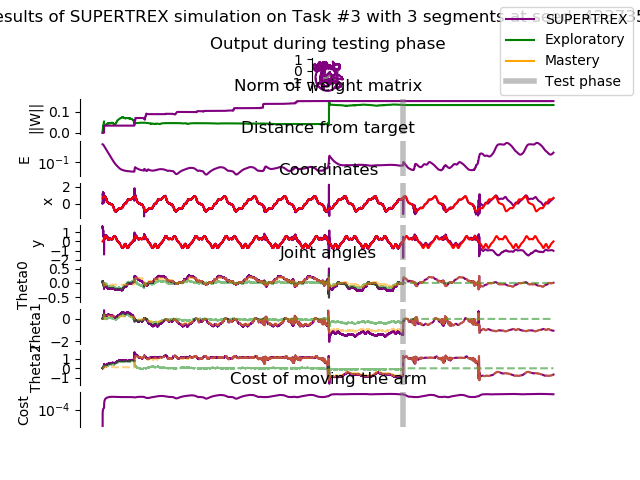 esults of SUPERTREX simulation on Task #3 with 3 segments at seed
SUPERTREX
Exploratory
Mastery
Test phase
Output during testing phase
1
0
−1
Norm of weight matrix
||W||
0.1
0.0
Distance from target
E
10⁻¹
Coordinates
x
2
0
y
1
0
−1
Joint angles
Theta0
0.5
0.0
−0.5
Theta1
0
−2
Theta2
1
0
−1
Cost of moving the arm
Cost
10⁻⁴